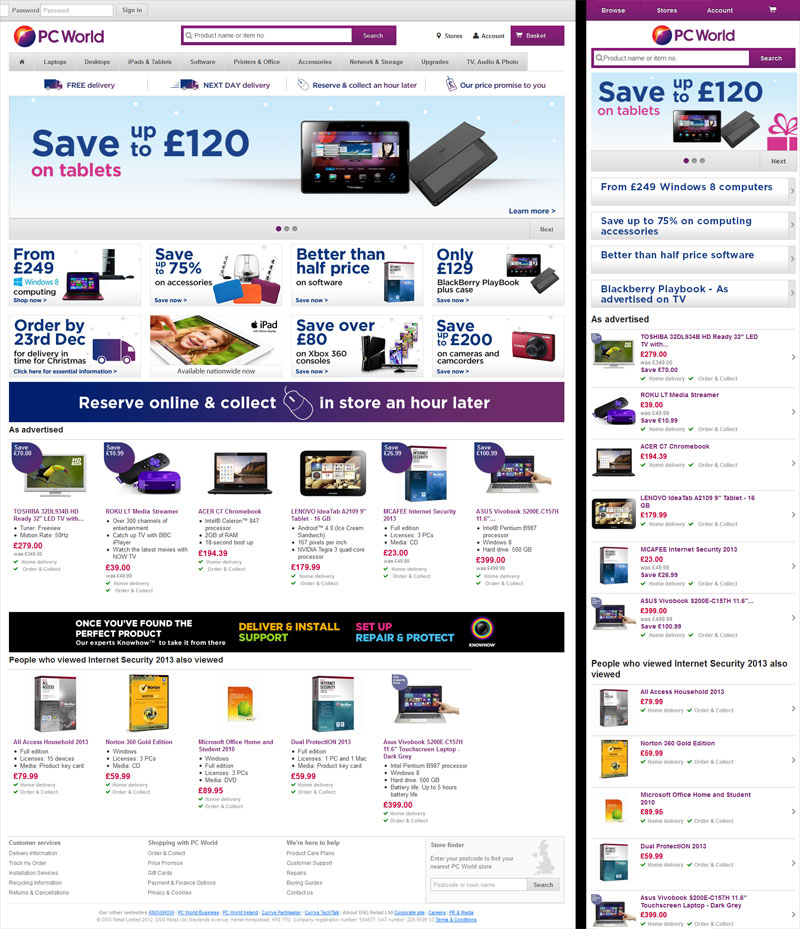 Password Password Sign in
PC World
Product name or item no. Search
Stores Account Basket
Laptops Desktops iPads & Tablets Software Printers & Office Accessories Network & Storage Upgrades TV, Audio & Photo
FREE delivery NEXT DAY delivery Reserve & collect an hour later Our price promise to you
Save up to £120
on tablets
Learn more >
Next
From
£249
Windows 8
computing
Shop now >
Save
up to 75%
on accessories
Save now >
Better than
half price
on software
Save now >
Only
£129
BlackBerry PlayBook
plus case
Save now >
Order by
23rd Dec
for delivery in
time for Christmas
Click here for essential information >
iPad
Available nationwide now
Save over
£80
on Xbox 360
consoles
Save now >
Save
up to £200
on cameras and
camcorders
Save now >
Reserve online & collect in store an hour later
As advertised
Save
£70.00
TOSHIBA 32DL934B HD
Ready 32" LED TV with...
Tuner: Freeview
Motion Rate: 50Hz
£279.00
was £349.00
Home delivery
Order & Collect
Save
£10.99
ROKU LT Media Streamer
Over 300 channels of
entertainment
Catch up TV with BBC
iPlayer
Watch the latest movies with
NOW TV
£39.00
was £49.99
Home delivery
Order & Collect
ACER C7 Chromebook
Intel® Celeron™ 847
processor
2GB of RAM
18-second boot up
£194.39
Home delivery
Order & Collect
LENOVO IdeaTab A2109 9"
Tablet - 16 GB
Android™ 4.0 (Ice Cream
Sandwich)
167 pixels per inch
NVIDIA Tegra 3 quad-core
processor
£179.99
Home delivery
Order & Collect
Save
£26.99
MCAFEE Internet Security
2013
Full edition
Licenses: 3 PCs
Media: CD
£23.00
was £49.99
Home delivery
Order & Collect
Save
£100.99
ASUS Vivobook S200E-C157H
11.6"...
Intel® Pentium B987
processor
Windows 8
Hard drive: 500 GB
£399.00
was £499.99
Home delivery
Order & Collect
ONCE YOU'VE FOUND THE
PERFECT PRODUCT
Our experts Knowhow™ to take it from there
DELIVER & INSTALL
SUPPORT
SET UP
REPAIR & PROTECT
KNOWHOW
People who viewed Internet Security 2013 also viewed
All Access Household 2013
Full edition
Licenses: 15 devices
Media: Product key card
£79.99
Home delivery
Order & Collect
Norton 360 Gold Edition
Windows
Licenses: 3 PCs
Media: CD
£59.99
Home delivery
Order & Collect
Microsoft Office Home and
Student 2010
Windows
Full edition
Licenses: 3 PCs
Media: DVD
£89.95
Home delivery
Order & Collect
Dual ProtectION 2013
Full edition
Licenses: 1 PC and 1 Mac
Media: Product key card
£59.99
Home delivery
Order & Collect
Asus Vivobook S200E-C157H
11.6" Touchscreen Laptop -
Dark Grey
Intel Pentium B987 processor
Windows 8
Hard drive: 500 GB
Battery life: Up to 5 hours
battery life
£399.00
Home delivery
Order & Collect
Customer services
Delivery Information
Track my Order
Installation Services
Recycling Information
Returns & Cancellations
Shopping with PC World
Order & Collect
Price Promise
Gift Cards
Payment & Finance Options
Privacy & Cookies
We're here to help
Product Care Plans
Customer Support
Repairs
Buying Guides
Contact us
Store finder
Enter your postcode to find your
nearest PC World store:
Postcode or town name Search
Our other websites KNOWHOW | PC World Business | PC World Ireland | Currys Partmaster | Currys TechTalk | About DSG Retail Ltd Corporate site | Careers | PR & Media
Terms & Conditions
Browse Stores Account
PC World
Product name or item no. Search
Save up to £120
on tablets
Next
From £249 Windows 8 computers
Save up to 75% on computing
accessories
Better than half price software
Blackberry Playbook - As
advertised on TV
As advertised
TOSHIBA 32DL934B HD Ready 32" LED
TV with...
£279.00
was £349.00
Save £70.00
Home delivery Order & Collect
ROKU LT Media Streamer
£39.00
was £49.99
Save £10.99
Home delivery Order & Collect
ACER C7 Chromebook
£194.39
Home delivery Order & Collect
LENOVO IdeaTab A2109 9" Tablet - 16
GB
£179.99
Home delivery Order & Collect
MCAFEE Internet Security 2013
£23.00
was £49.99
Save £26.99
Home delivery Order & Collect
ASUS Vivobook S200E-C157H 11.6"...
£399.00
was £499.99
Save £100.99
Home delivery Order & Collect
People who viewed Internet Security 2013 also
viewed
All Access Household 2013
£79.99
Home delivery Order & Collect
Norton 360 Gold Edition
£59.99
Home delivery Order & Collect
Microsoft Office Home and Student
2010
£89.95
Home delivery Order & Collect
Dual ProtectION 2013
£59.99
Home delivery Order & Collect
Asus Vivobook S200E-C157H 11.6"
Touchscreen Laptop - Dark Grey
£399.00
Home delivery Order & Collect